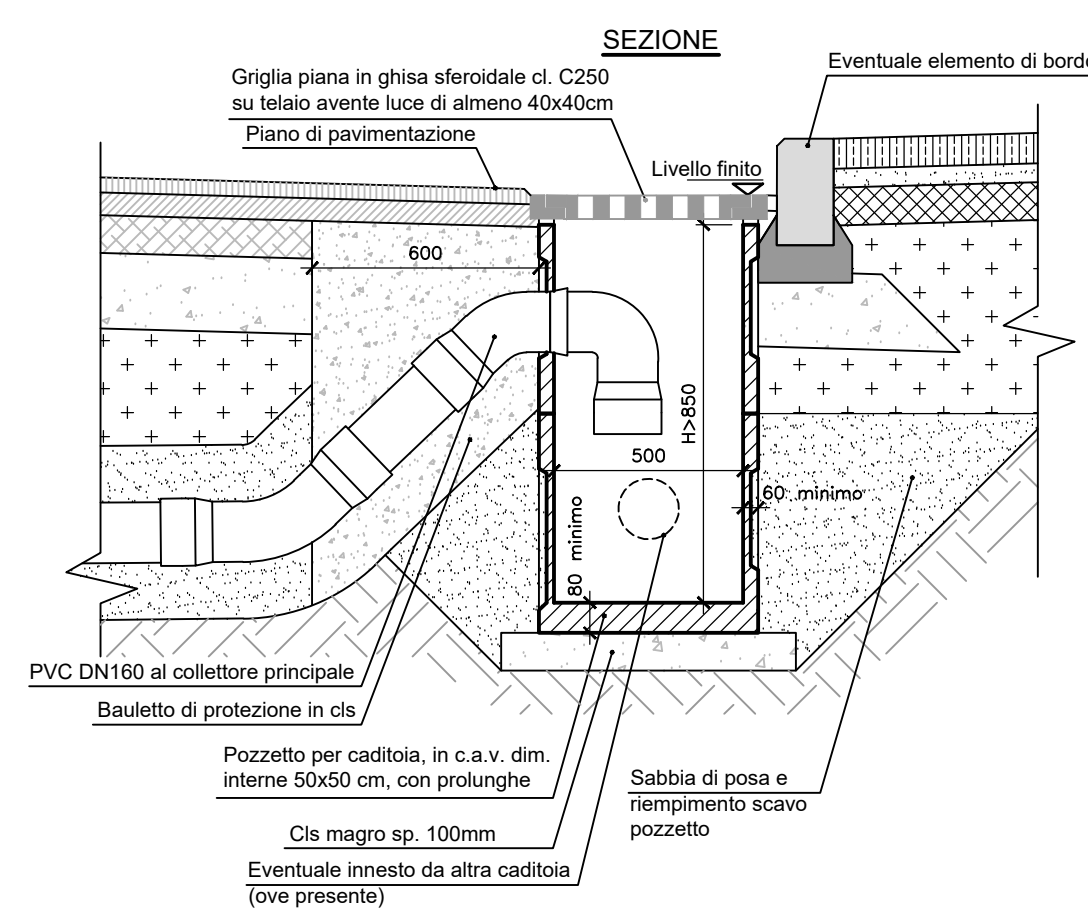 SEZIONE
Eventuale elemento di bordo
Griglia piana in ghisa sferoidale cl. C250
su telaio avente luce di almeno 40x40cm
Piano di pavimentazione
Livello finito
600
H>850
500
60 minimo
80 minimo
PVC DN160 al collettore principale
Bauletto di protezione in cls
Pozzetto per caditoia, in c.a.v. dim.
interne 50x50 cm, con prolunghe
Sabbia di posa e
riempimento scavo
pozzetto
Cls magro sp. 100mm
Eventuale innesto da altra caditoia
(ove presente)